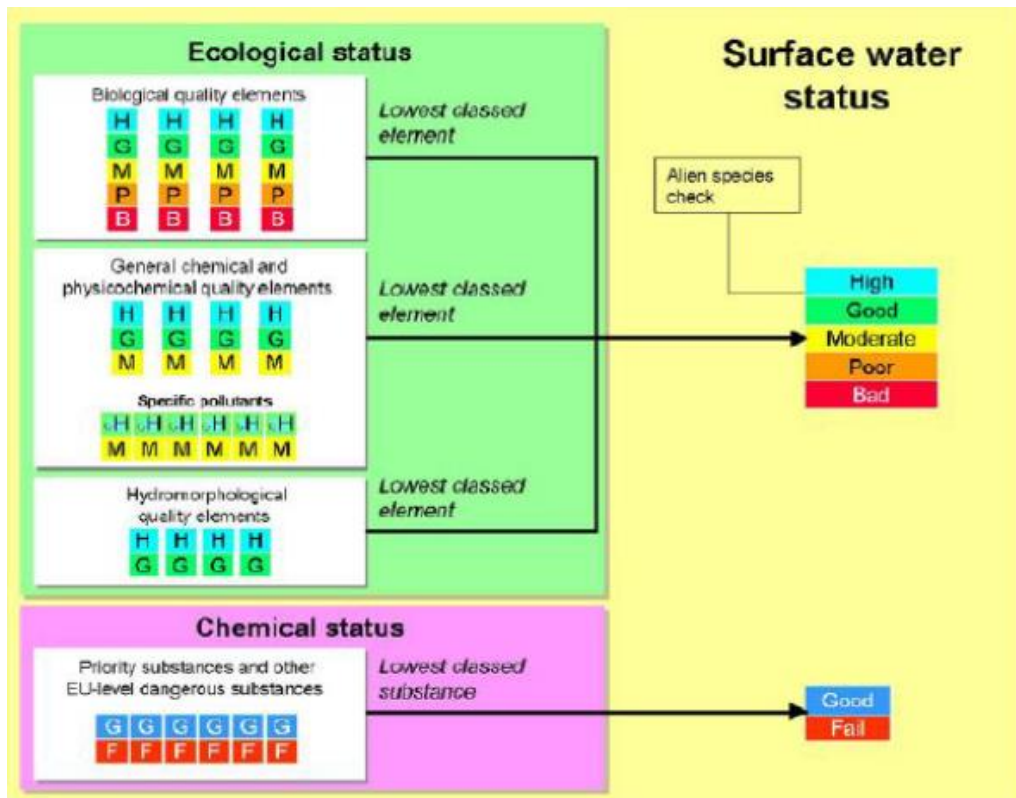 Ecological status
Biological quality elements
H H H H
G G G G
M M M M
P P P P
B B B B
Lowest classed
element
General chemical and
physicochemical quality elements
H H H H
G G G G
M M M M
Lowest classed
element
Specific pollutants
H H H H H H
M M M M M M
Hydromorphological
quality elements
H H H H
G G G G
Lowest classed
element
Chemical status
Priority substances and other
EU-level dangerous substances
G G G G G G
F F F F F F
Lowest classed
substance
Surface water
status
Alien species
check
High
Good
Moderate
Poor
Bad
Good
Fail